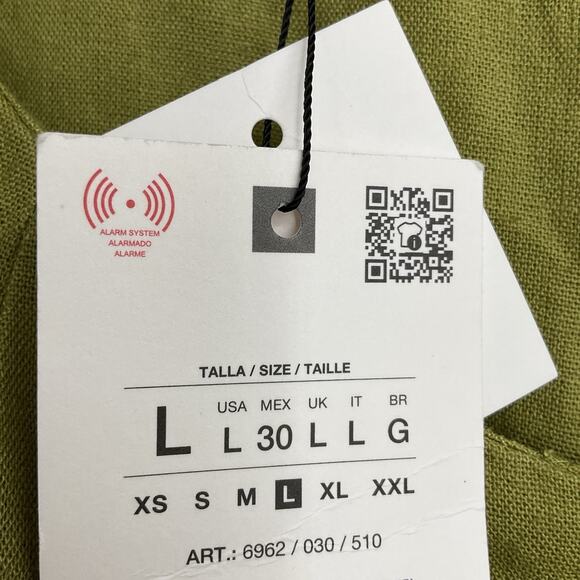 ALARM SYSTEM
ALARMADO
ALARME
TALLA / SIZE / TAILLE
USA MEX UK IT BR
L L 30 L L G
XS S M L XL XXL
ART.: 6962 / 030 / 510